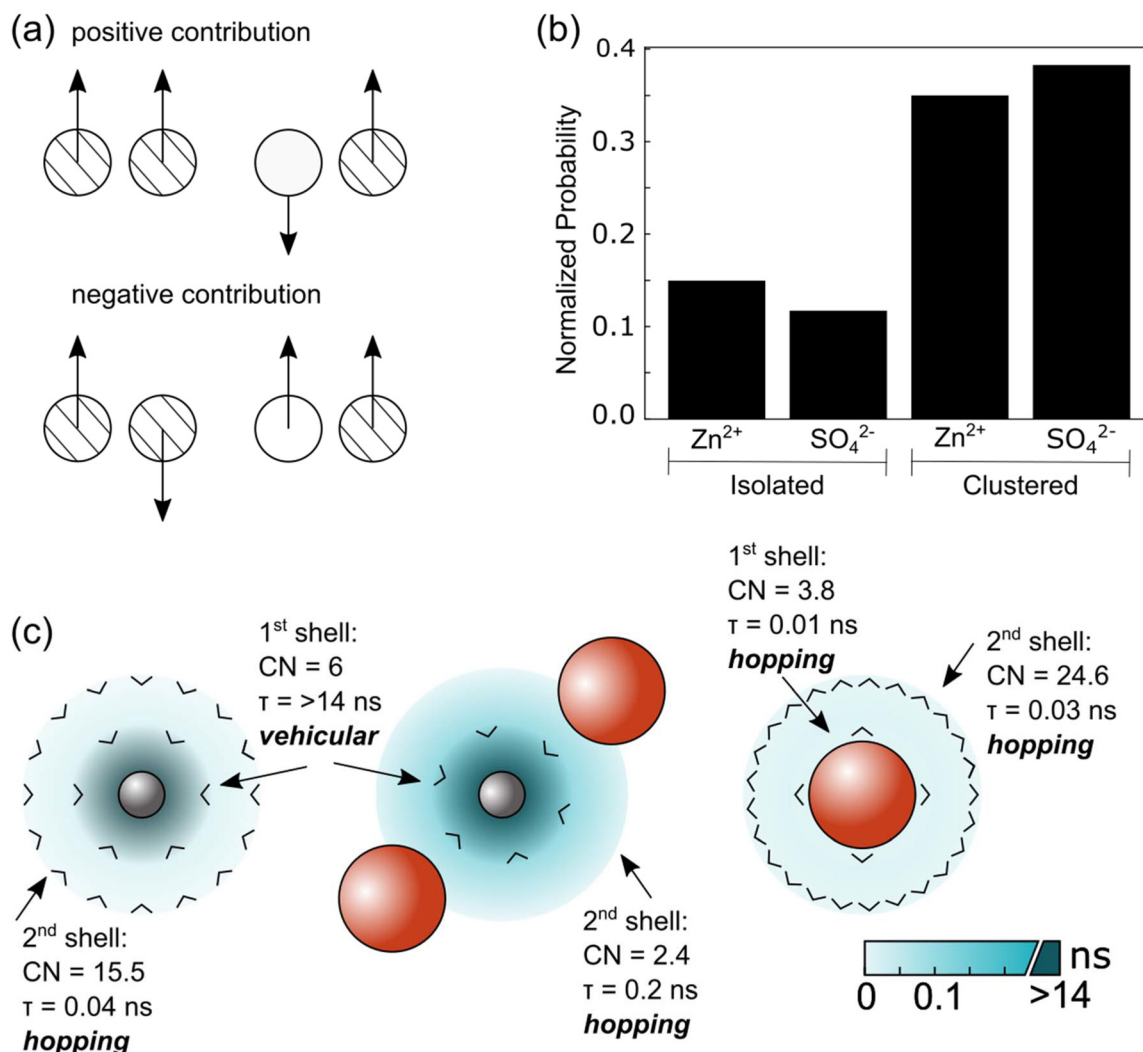 (a) positive contribution
negative contribution
(b)
Normalized Probability
0.4
0.3
0.2
0.1
0.0
Zn²⁺ SO₄²⁻ Zn²⁺ SO₄²⁻
Isolated Clustered
(c)
1ˢᵗ shell:
CN = 6
τ = >14 ns
vehicular
2ⁿᵈ shell:
CN = 15.5
τ = 0.04 ns
hopping
2ⁿᵈ shell:
CN = 2.4
τ = 0.2 ns
hopping
1ˢᵗ shell:
CN = 3.8
τ = 0.01 ns
hopping
2ⁿᵈ shell:
CN = 24.6
τ = 0.03 ns
hopping
ns
0 0.1 >14